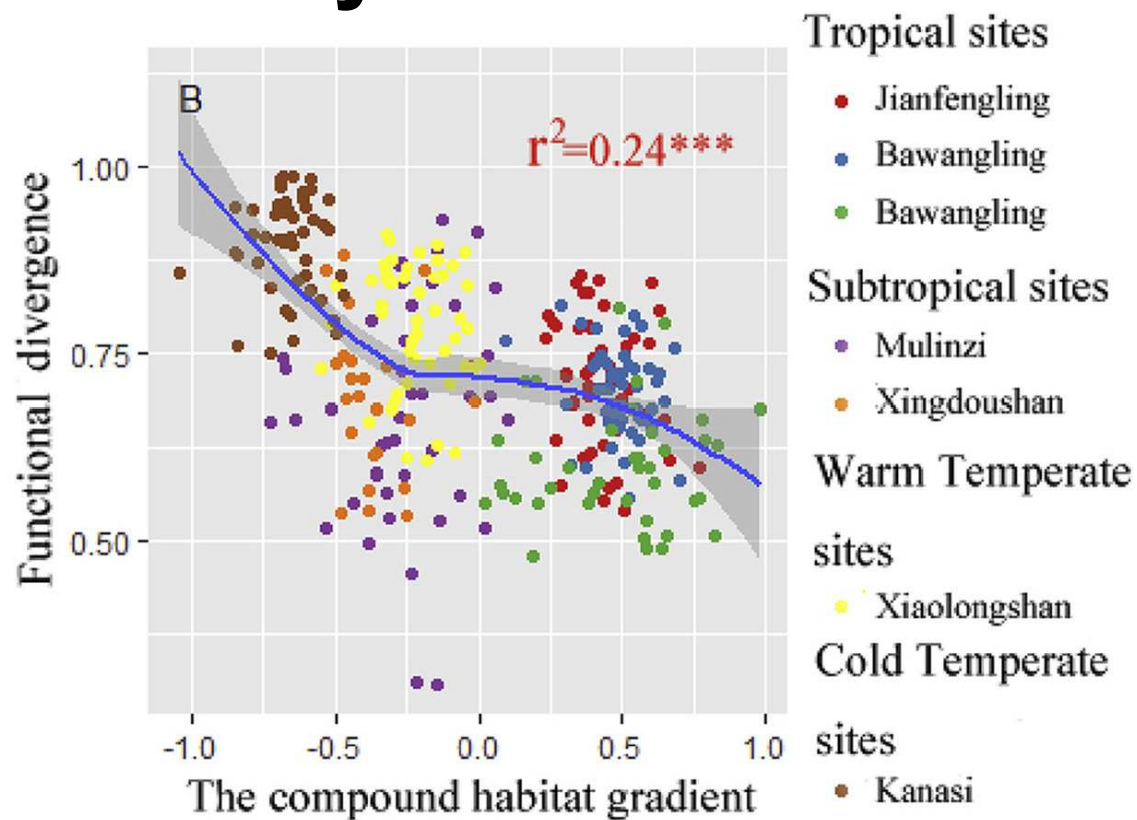 B
r²=0.24***
Functional divergence
1.00
0.75
0.50
-1.0 -0.5 0.0 0.5 1.0
The compound habitat gradient
Tropical sites
Jianfengling
Bawangling
Bawangling
Subtropical sites
Mulinzi
Xingdoushan
Warm Temperate
sites
Xiaolongshan
Cold Temperate
sites
Kanasi